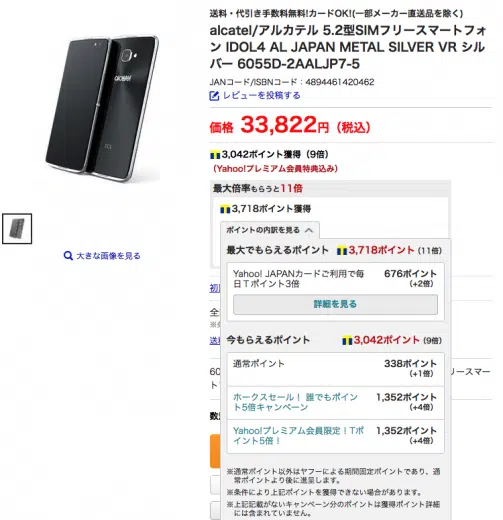 送料・代引き手数料無料!カードOK!(一部メーカー直送品を除く)
alcatel/アルカテル 5.2型SIMフリースマートフォ
ン IDOL4 AL JAPAN METAL SILVER VR シル
バー 6055D-2AALJP7-5
JANコード/ISBNコード：4894461420462
レビューを投稿する
価格 33,822円（税込）
3,042ポイント獲得（9倍）
（Yahoo!プレミアム会員特典込み）
最大倍率もらうと11倍
3,718ポイント獲得
ポイントの内訳を見る
最大でもらえるポイント 3,718ポイント（11倍）
Yahoo! JAPANカードご利用で毎 676ポイント
日Ｔポイント3倍 （+2倍）
詳細を見る
今もらえるポイント 3,042ポイント（9倍）
通常ポイント 338ポイント
（+1倍）
ホークスセール！ 誰でもポイン 1,352ポイント
ト5倍キャンペーン （+4倍）
Yahoo!プレミアム会員限定！Tポ 1,352ポイント
イント5倍！ （+4倍）
※通常ポイント以外はヤフーによる期間固定ポイントであり、通
常ポイントより後に進呈します。
※条件により上記ポイントを獲得できない場合があります。
※上記記載がないキャンペーン分のポイントは獲得ポイント詳細
には含まれていません。
大きな画像を見る
初
全
※
送
60
ート
リースマー
数
alcatel